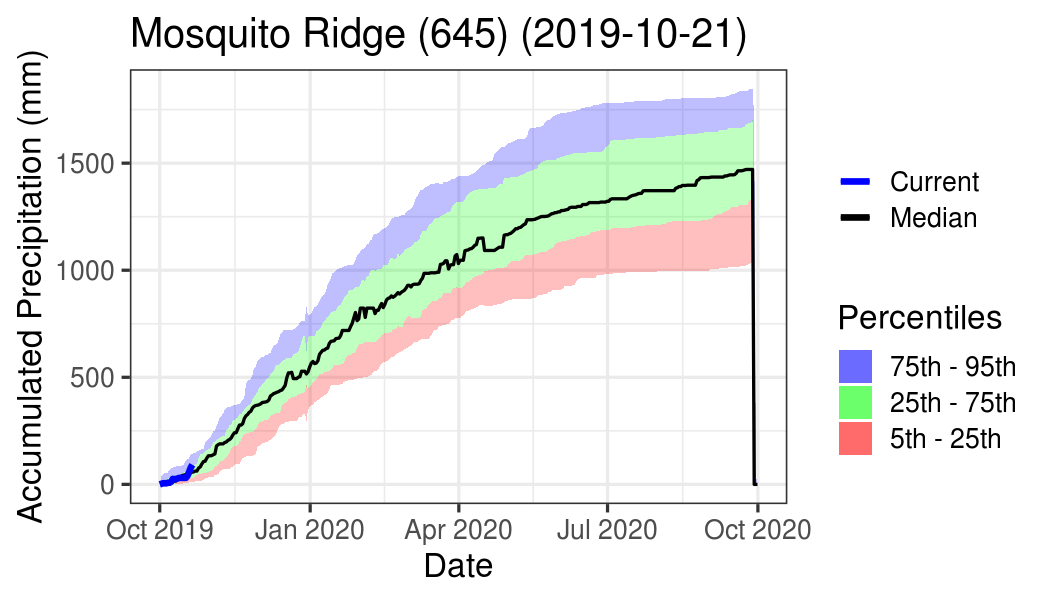 Mosquito Ridge (645) (2019-10-21)
Accumulated Precipitation (mm)
1500
1000
500
0
Oct 2019
Jan 2020
Apr 2020
Jul 2020
Oct 2020
Date
Current
Median
Percentiles
75th - 95th
25th - 75th
5th - 25th